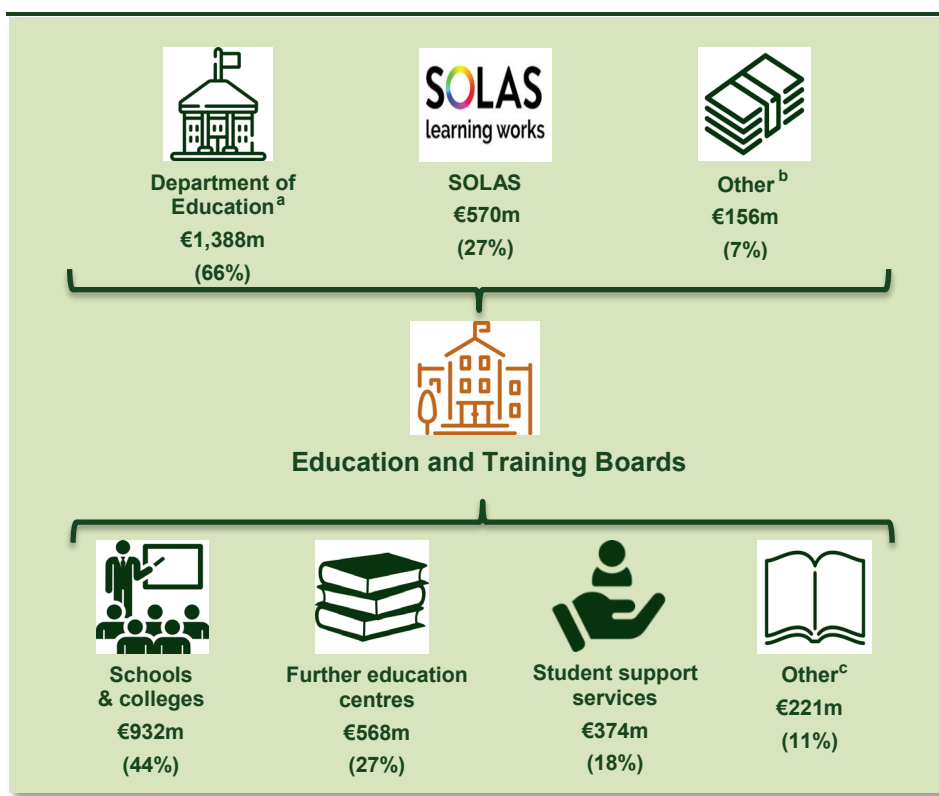 SOLAS
learning works
Department of
Education a
€1,388m
(66%)
SOLAS
€570m
(27%)
Other b
€156m
(7%)
Education and Training Boards
Schools
& colleges
€932m
(44%)
Further education
centres
€568m
(27%)
Student support
services
€374m
(18%)
Other c
€221m
(11%)